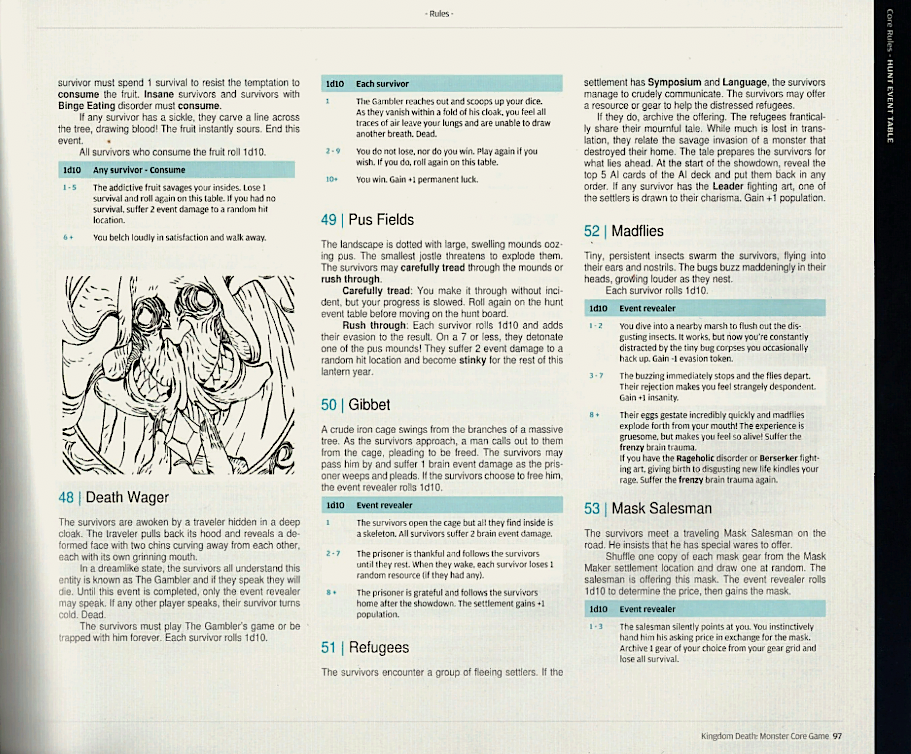 - Rules -
survivor must spend 1 survival to resist the temptation to
consume the fruit. Insane survivors and survivors with
Binge Eating disorder must consume.
If any survivor has a sickle, they carve a line across
the tree, drawing blood! The fruit instantly sours. End this
event.
All survivors who consume the fruit roll 1d10.
1d10 Any survivor - Consume
1 - 5 The addictive fruit savages your insides. Lose 1
survival and roll again on this table. If you had no
survival, suffer 2 event damage to a random hit
location.
6 + You belch loudly in satisfaction and walk away.
48 | Death Wager
The survivors are awoken by a traveler hidden in a deep
cloak. The traveler pulls back its hood and reveals a de-
formed face with two chins curving away from each other,
each with its own grinning mouth.
In a dreamlike state, the survivors all understand this
entity is known as The Gambler and if they speak they will
die. Until this event is completed, only the event revealer
may speak. If any other player speaks, their survivor turns
cold. Dead.
The survivors must play The Gambler's game or be
trapped with him forever. Each survivor rolls 1d10.
1d10 Each survivor
1 The Gambler reaches out and scoops up your dice.
As they vanish within a fold of his cloak, you feel all
traces of air leave your lungs and are unable to draw
another breath. Dead.
2 - 9 You do not lose, nor do you win. Play again if you
wish. If you do, roll again on this table.
10+ You win. Gain +1 permanent luck.
49 | Pus Fields
The landscape is dotted with large, swelling mounds ooz-
ing pus. The smallest jostle threatens to explode them.
The survivors may carefully tread through the mounds or
rush through.
Carefully tread: You make it through without inci-
dent, but your progress is slowed. Roll again on the hunt
event table before moving on the hunt board.
Rush through: Each survivor rolls 1d10 and adds
their evasion to the result. On a 7 or less, they detonate
one of the pus mounds! They suffer 2 event damage to a
random hit location and become stinky for the rest of this
lantern year.
50 | Gibbet
A crude iron cage swings from the branches of a massive
tree. As the survivors approach, a man calls out to them
from the cage, pleading to be freed. The survivors may
pass him by and suffer 1 brain event damage as the pris-
oner weeps and pleads. If the survivors choose to free him,
the event revealer rolls 1d10.
1d10 Event revealer
1 The survivors open the cage but all they find inside is
a skeleton. All survivors suffer 2 brain event damage.
2 - 7 The prisoner is thankful and follows the survivors
until they rest. When they wake, each survivor loses 1
random resource (if they had any).
8 + The prisoner is grateful and follows the survivors
home after the showdown. The settlement gains +1
population.
51 | Refugees
The survivors encounter a group of fleeing settlers. If the
settlement has Symposium and Language, the survivors
manage to crudely communicate. The survivors may offer
a resource or gear to help the distressed refugees.
If they do, archive the offering. The refugees frantical-
ly share their mournful tale. While much is lost in trans-
lation, they relate the savage invasion of a monster that
destroyed their home. The tale prepares the survivors for
what lies ahead. At the start of the showdown, reveal the
top 5 AI cards of the AI deck and put them back in any
order. If any survivor has the Leader fighting art, one of
the settlers is drawn to their charisma. Gain +1 population.
52 | Madflies
Tiny, persistent insects swarm the survivors, flying into
their ears and nostrils. The bugs buzz maddeningly in their
heads, growling louder as they nest.
Each survivor rolls 1d10.
1d10 Event revealer
1 - 2 You dive into a nearby marsh to flush out the dis-
gusting insects. It works, but now you're constantly
distracted by the tiny bug corpses you occasionally
hack up. Gain -1 evasion token.
3 - 7 The buzzing immediately stops and the flies depart.
Their rejection makes you feel strangely despondent.
Gain +1 insanity.
8 + Their eggs gestate incredibly quickly and madflies
explode forth from your mouth! The experience is
gruesome, but makes you feel so alive! Suffer the
frenzy brain trauma.
If you have the Rageholic disorder or Berserker fight-
ing art, giving birth to disgusting new life kindles your
rage. Suffer the frenzy brain trauma again.
53 | Mask Salesman
The survivors meet a traveling Mask Salesman on the
road. He insists that he has special wares to offer.
Shuffle one copy of each mask gear from the Mask
Maker settlement location and draw one at random. The
salesman is offering this mask. The event revealer rolls
1d10 to determine the price, then gains the mask.
1d10 Event revealer
1 - 3 The salesman silently points at you. You instinctively
hand him his asking price in exchange for the mask.
Archive 1 gear of your choice from your gear grid and
lose all survival.
Kingdom Death: Monster Core Game 97
Core Rules - HUNT EVENT TABLE